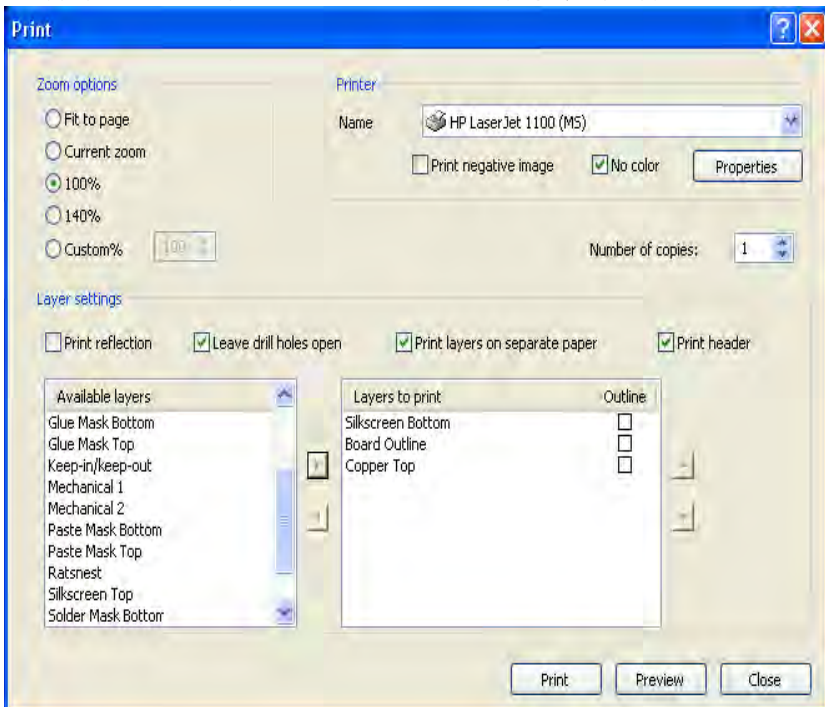 Print
Zoom options
Fit to page
Current zoom
100%
140%
Custom% 100
Printer
Name HP LaserJet 1100 (MS)
Print negative image No color Properties
Number of copies: 1
Layer settings
Print reflection Leave drill holes open Print layers on separate paper Print header
Available layers
Glue Mask Bottom
Glue Mask Top
Keep-in/keep-out
Mechanical 1
Mechanical 2
Paste Mask Bottom
Paste Mask Top
Ratsnest
Silkscreen Top
Solder Mask Bottom
Layers to print Outline
Silkscreen Bottom
Board Outline
Copper Top
Print Preview Close